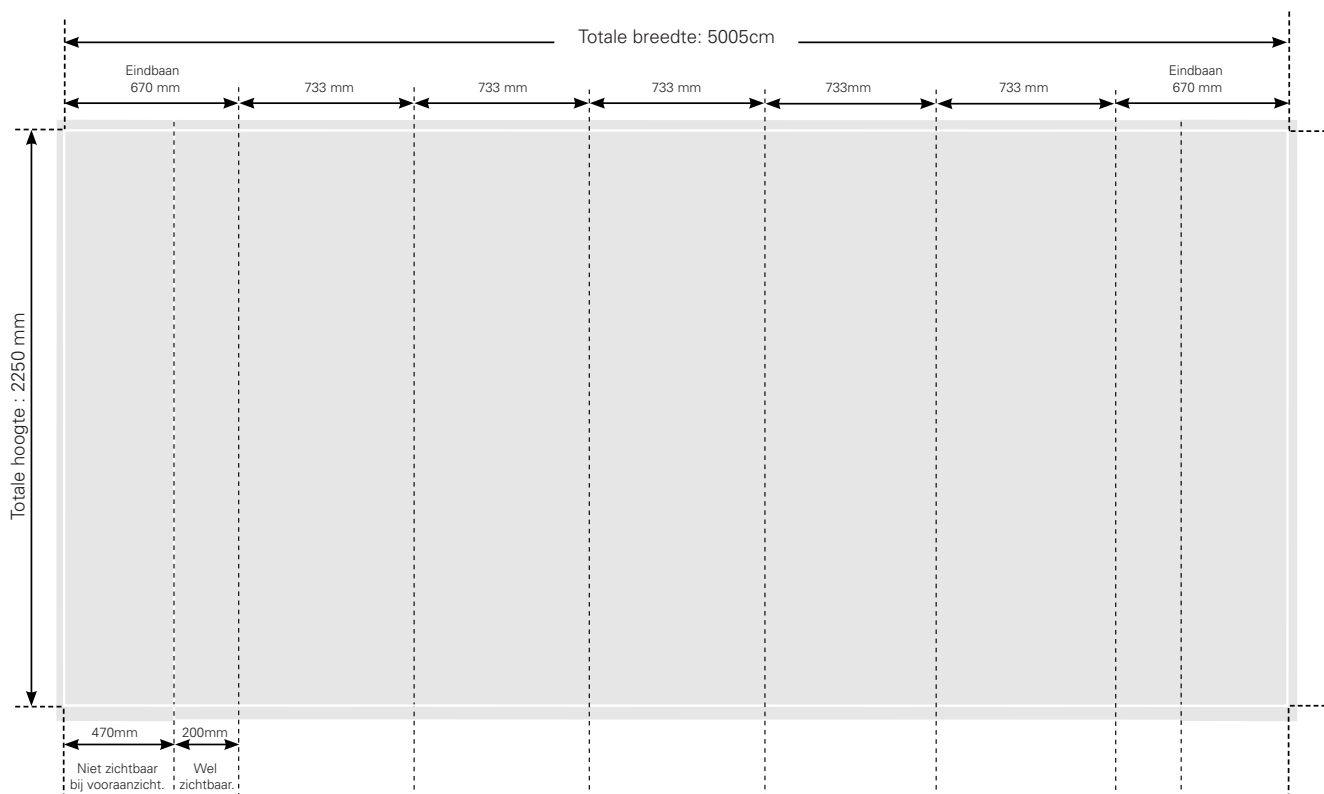 Totale breedte: 5005cm
Eindbaan
670 mm
733 mm
733 mm
733 mm
733mm
733 mm
Eindbaan
670 mm
Totale hoogte : 2250 mm
470mm
200mm
Niet zichtbaar
bij vooraanzicht.
Wel
zichtbaar.